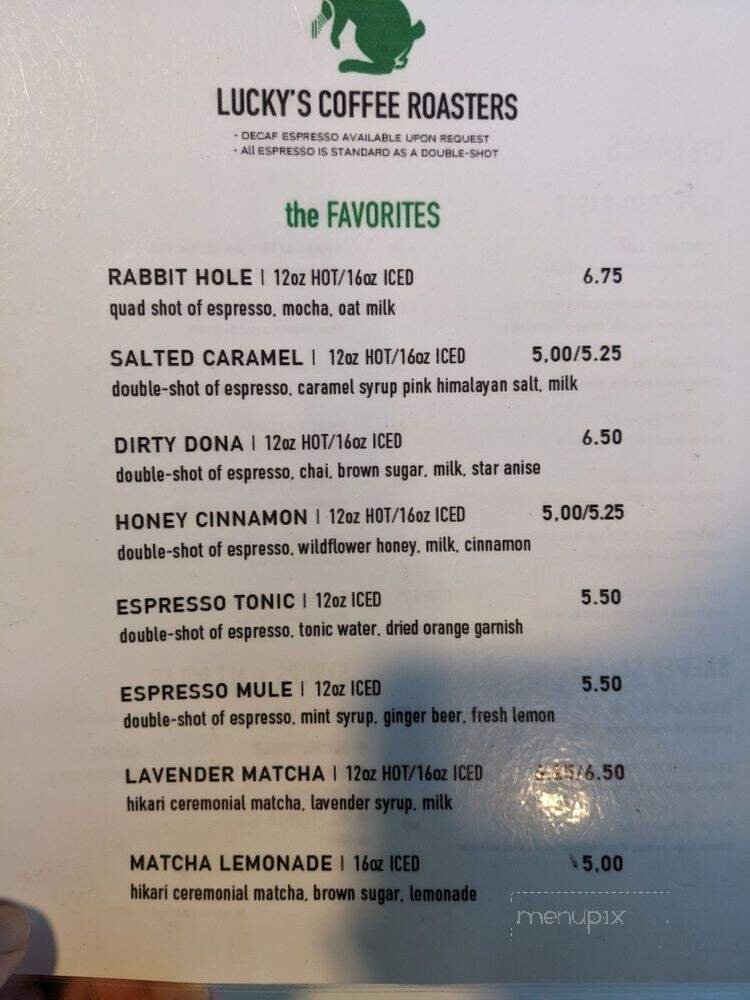 LUCKY'S COFFEE ROASTERS
• DECAF ESPRESSO AVAILABLE UPON REQUEST
• All ESPRESSO IS STANDARD AS A DOUBLE-SHOT
the FAVORITES
RABBIT HOLE | 12oz HOT/16oz ICED 6.75
quad shot of espresso, mocha, oat milk
SALTED CARAMEL | 12oz HOT/16oz ICED 5.00/5.25
double-shot of espresso, caramel syrup pink himalayan salt, milk
DIRTY DONA | 12oz HOT/16oz ICED 6.50
double-shot of espresso, chai, brown sugar, milk, star anise
HONEY CINNAMON | 12oz HOT/16oz ICED 5.00/5.25
double-shot of espresso, wildflower honey, milk, cinnamon
ESPRESSO TONIC | 12oz ICED 5.50
double-shot of espresso, tonic water, dried orange garnish
ESPRESSO MULE | 12oz ICED 5.50
double-shot of espresso, mint syrup, ginger beer, fresh lemon
LAVENDER MATCHA | 12oz HOT/16oz ICED /6.50
hikari ceremonial matcha, lavender syrup, milk
MATCHA LEMONADE | 16oz ICED 5.00
hikari ceremonial matcha, brown sugar, lemonade
menupix